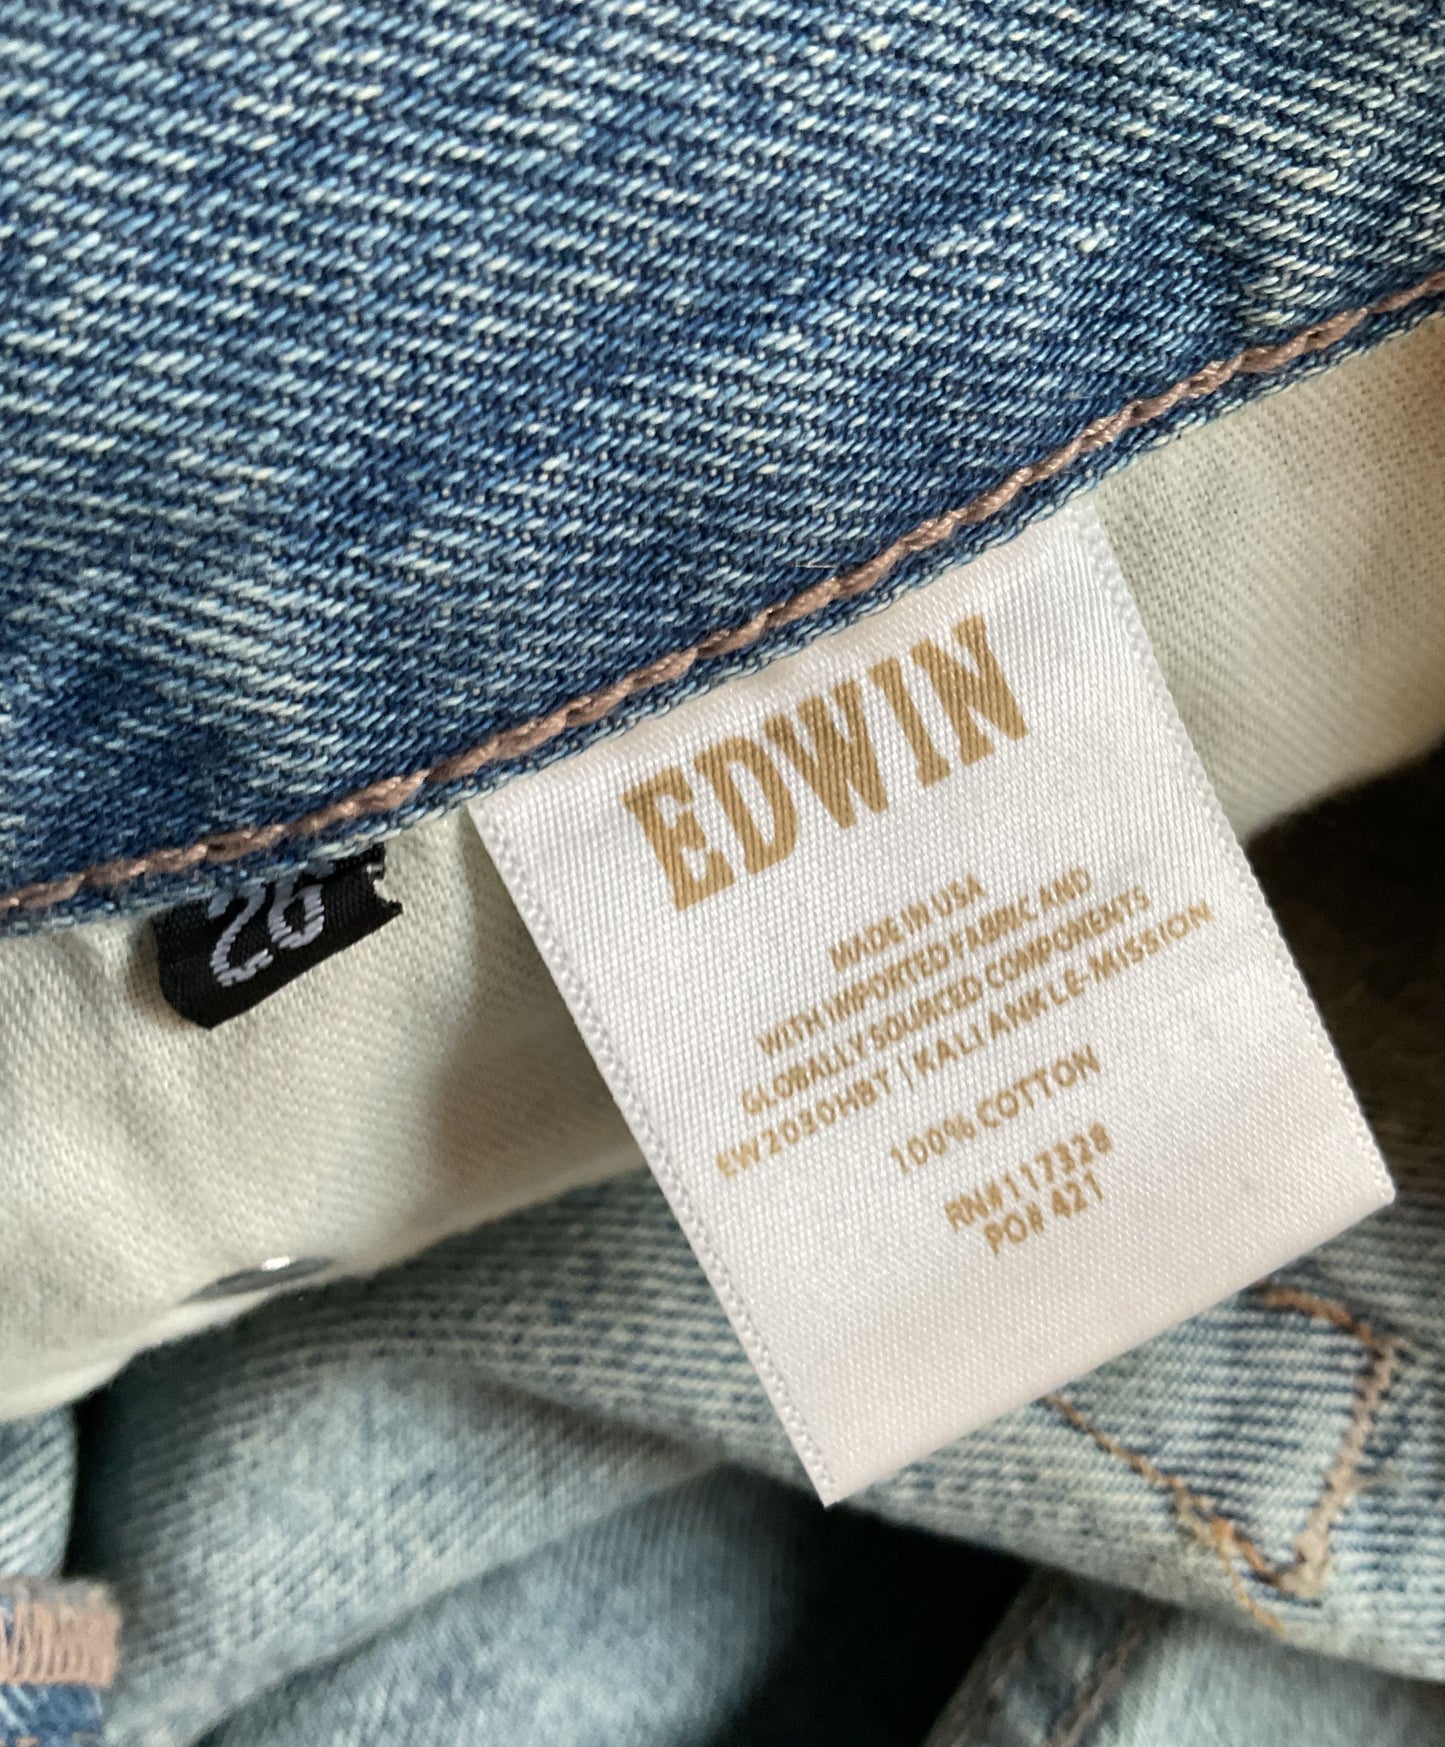 EDWIN
MADE IN USA
WITH IMPORTED FABRIC AND
GLOBALLY SOURCED COMPONENTS
EW2030HBT | KALI ANKLE-MISSION
100% COTTON
RN#117328
PO# 421
26